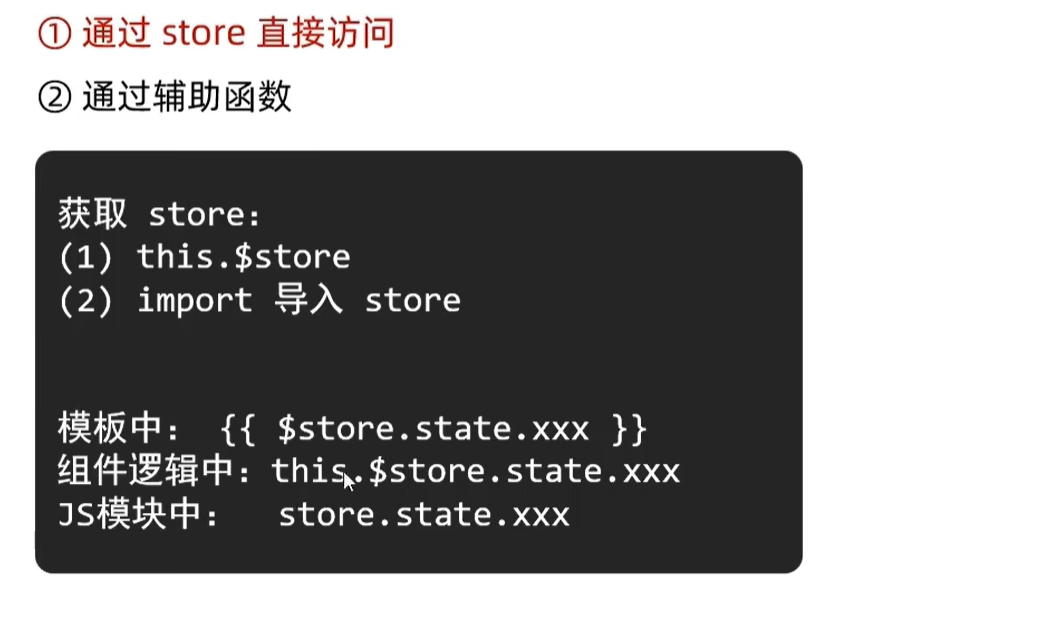 ① 通过 store 直接访问
② 通过辅助函数
获取 store:
(1) this.$store
(2) import 导入 store
模板中: {{ $store.state.xxx }}
组件逻辑中: this.$store.state.xxx
JS模块中: store.state.xxx